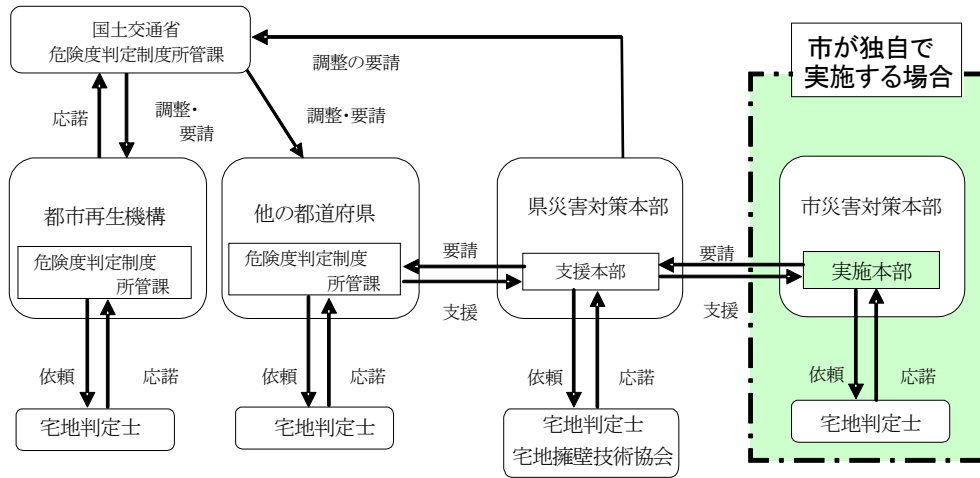 国土交通省
危険度判定制度所管課
調整の要請
市が独自で
実施する場合
応諾
調整・
要請
調整・要請
都市再生機構
他の都道府県
県災害対策本部
市災害対策本部
危険度判定制度
所管課
危険度判定制度
所管課
要請
支援本部
要請
実施本部
支援
支援
依頼
応諾
依頼
応諾
依頼
応諾
依頼
応諾
宅地判定士
宅地判定士
宅地判定士
宅地擁壁技術協会
宅地判定士